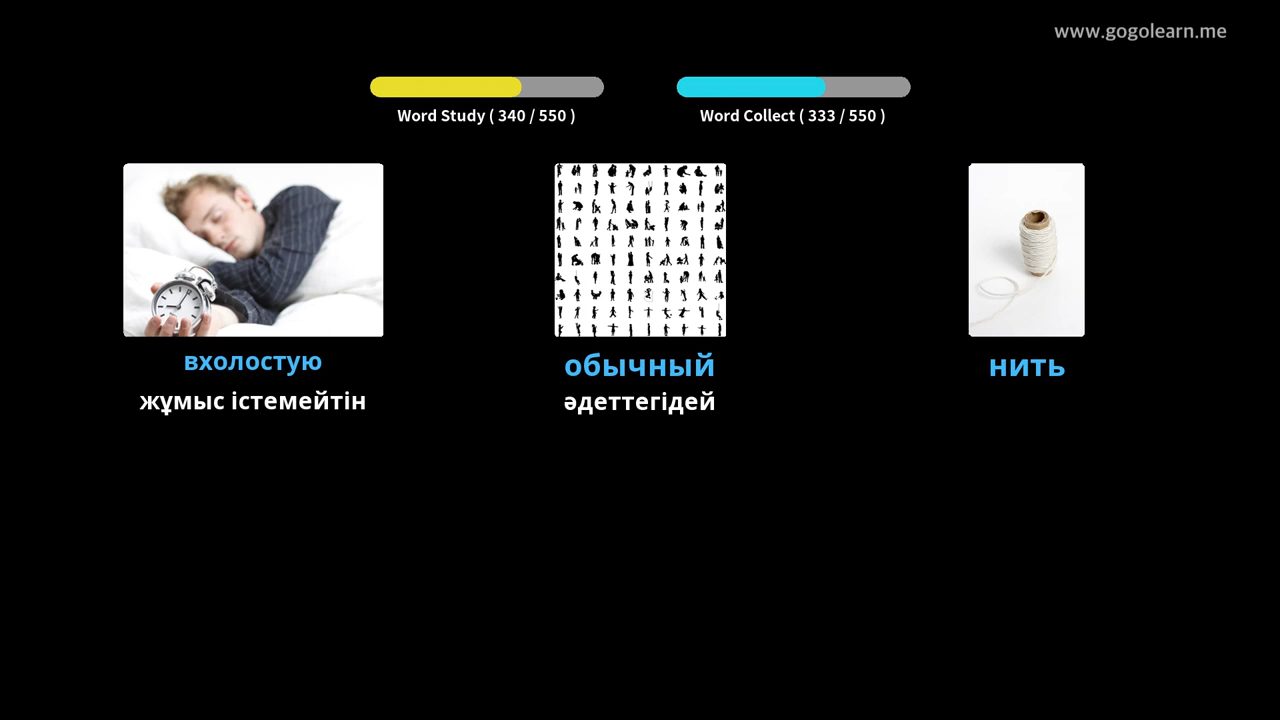 www.gogolearn.me
Word Study ( 340 / 550 )
Word Collect ( 333 / 550 )
вхолостую
жұмыс істемейтін
обычный
әдеттегідей
нить